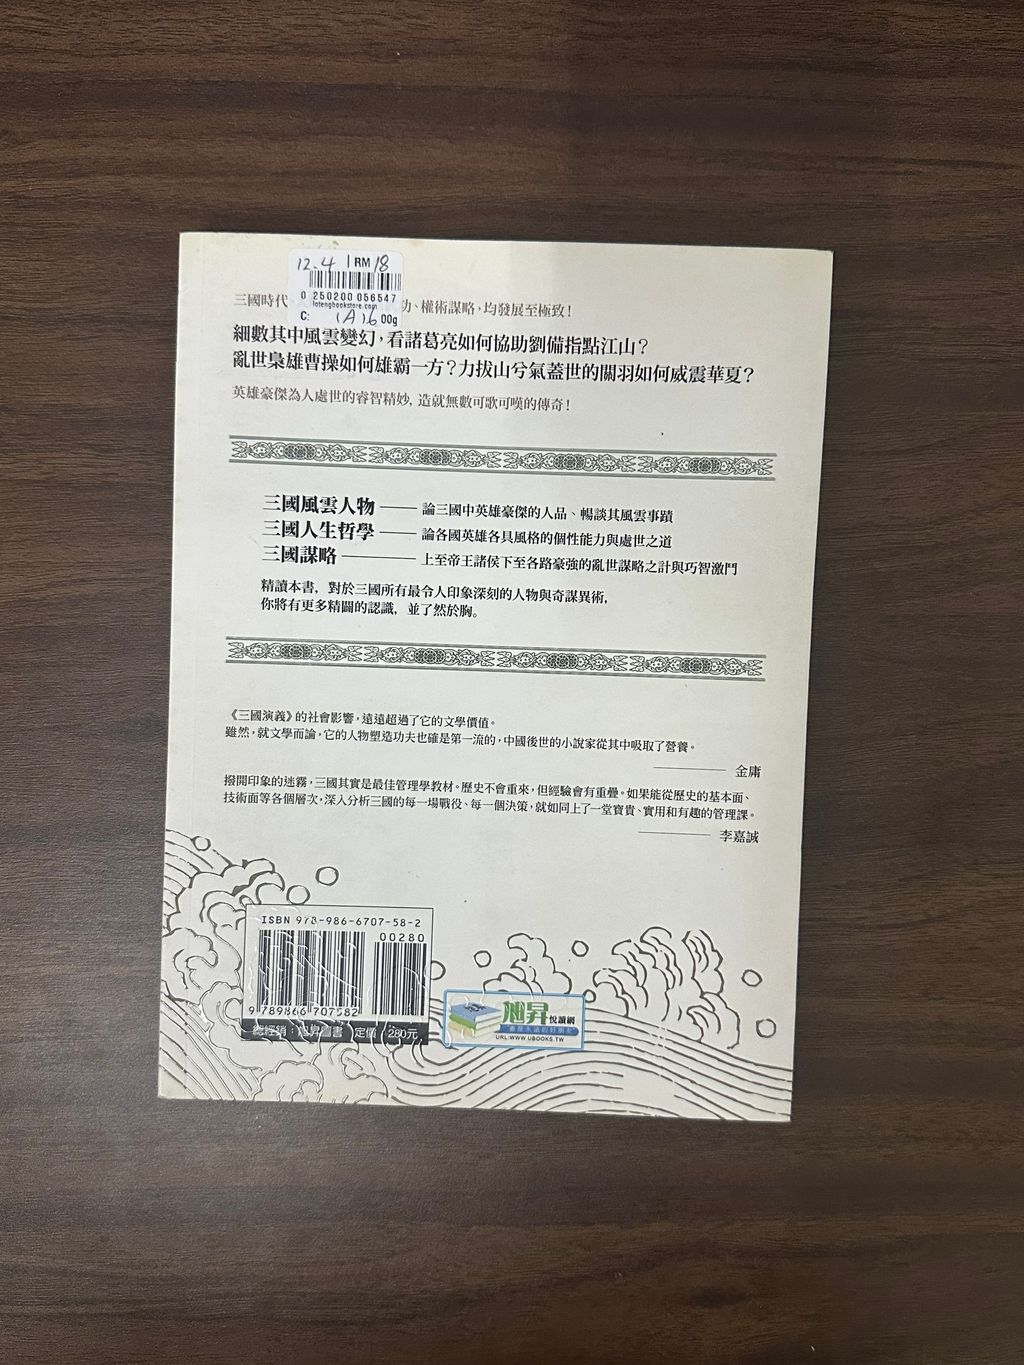 12.4 RM 18
0 250200 056547
lotengbookstore.com
C: (A)6 00g
三國時代 功、權術謀略，均發展至極致！
細數其中風雲變幻，看諸葛亮如何協助劉備指點江山？
亂世梟雄曹操如何雄霸一方？力拔山兮氣蓋世的關羽如何威震華夏？
英雄豪傑為人處世的睿智精妙，造就無數可歌可嘆的傳奇！
三國風雲人物——論三國中英雄豪傑的人品、暢談其風雲事蹟
三國人生哲學——論各國英雄各具風格的個性能力與處世之道
三國謀略————上至帝王諸侯下至各路豪強的亂世謀略之計與巧智激鬥
精讀本書，對於三國所有最令人印象深刻的人物與奇謀異術，
你將有更多精闢的認識，並了然於胸。
《三國演義》的社會影響，遠遠超過了它的文學價值。
雖然，就文學而論，它的人物塑造功夫也確是第一流的，中國後世的小說家從其中吸取了營養。
————金庸
撥開印象的迷霧，三國其實是最佳管理學教材。歷史不會重來，但經驗會有重疊。如果能從歷史的基本面、
技術面等各個層次，深入分析三國的每一場戰役、每一個決策，就如同上了一堂寶貴、實用和有趣的管理課。
————李嘉誠
ISBN 978-986-6707-58-2
00280
9 789866 707582
總經銷：旭昇圖書 定價 280元
旭昇悅讀網
URL:WWW.UBOOKS.TW